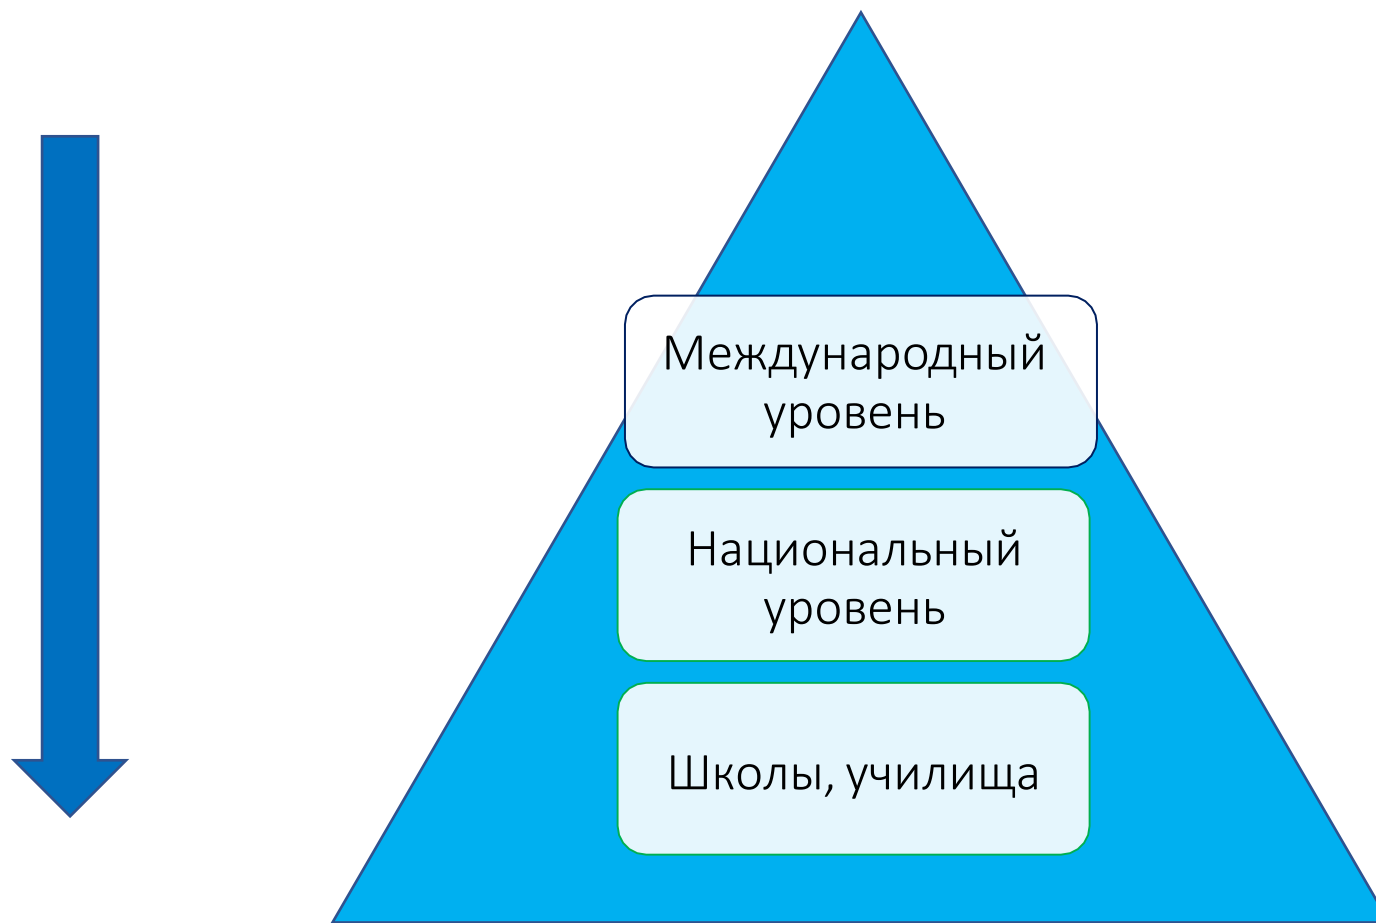 Международный
уровень
Национальный
уровень
Школы, училища